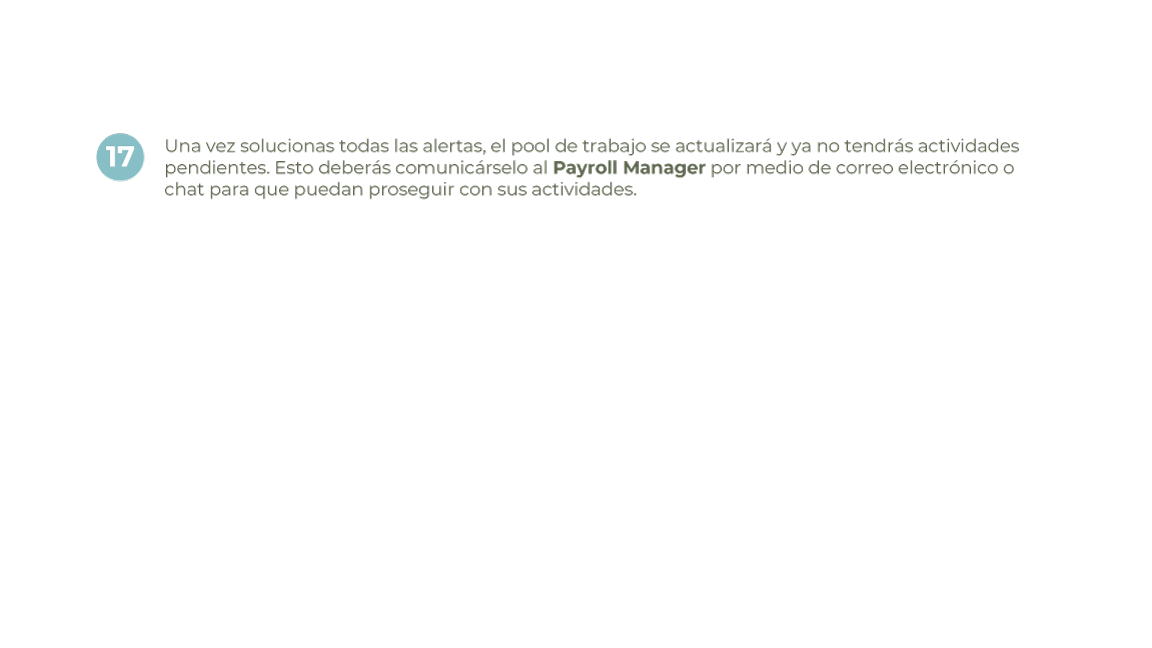 17
Una vez solucionas todas las alertas, el pool de trabajo se actualizará y ya no tendrás actividades
pendientes. Esto deberás comunicárselo al Payroll Manager por medio de correo electrónico o
chat para que puedan proseguir con sus actividades.